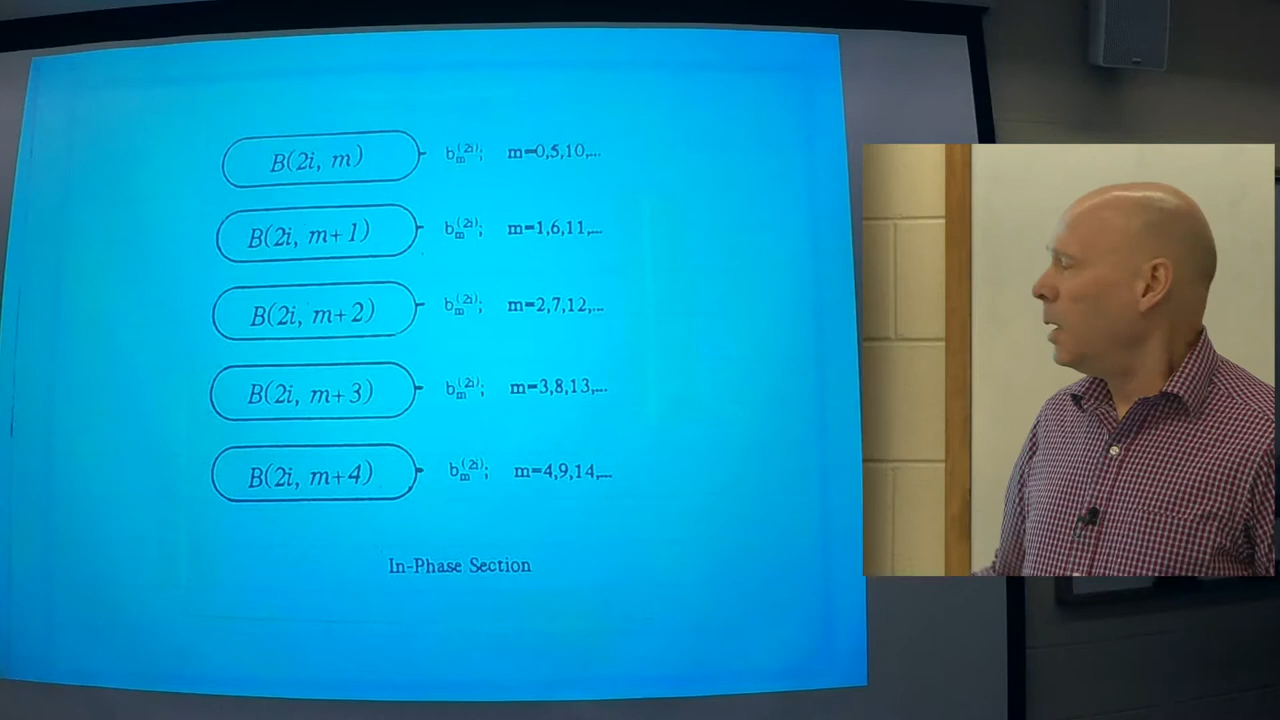 B(2i, m) b_m^(2i); m=0,5,10,...
B(2i, m+1) b_m^(2i); m=1,6,11,...
B(2i, m+2) b_m^(2i); m=2,7,12,...
B(2i, m+3) b_m^(2i); m=3,8,13,...
B(2i, m+4) b_m^(2i); m=4,9,14,...
In-Phase Section